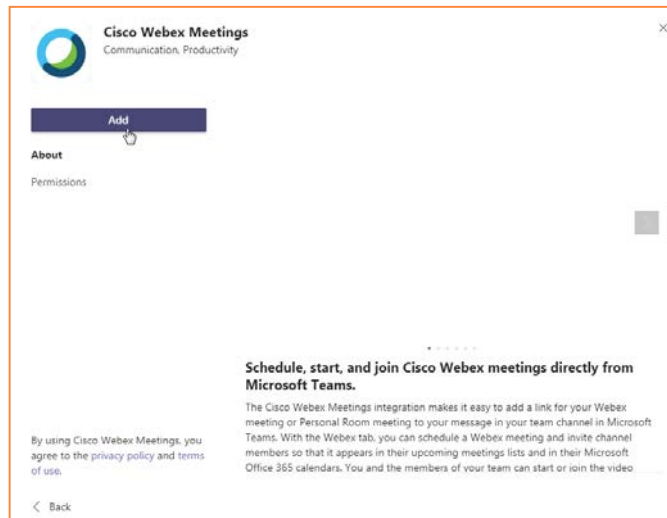 Cisco Webex Meetings
Communication, Productivity
Add
About
Permissions
Schedule, start, and join Cisco Webex meetings directly from
Microsoft Teams.
The Cisco Webex Meetings integration makes it easy to add a link for your Webex
meeting or Personal Room meeting to your message in your team channel in Microsoft
Teams. With the Webex tab, you can schedule a Webex meeting and invite channel
members so that it appears in their upcoming meetings lists and in their Microsoft
Office 365 calendars. You and the members of your team can start or join the video
By using Cisco Webex Meetings, you
agree to the privacy policy and terms
of use.
Back